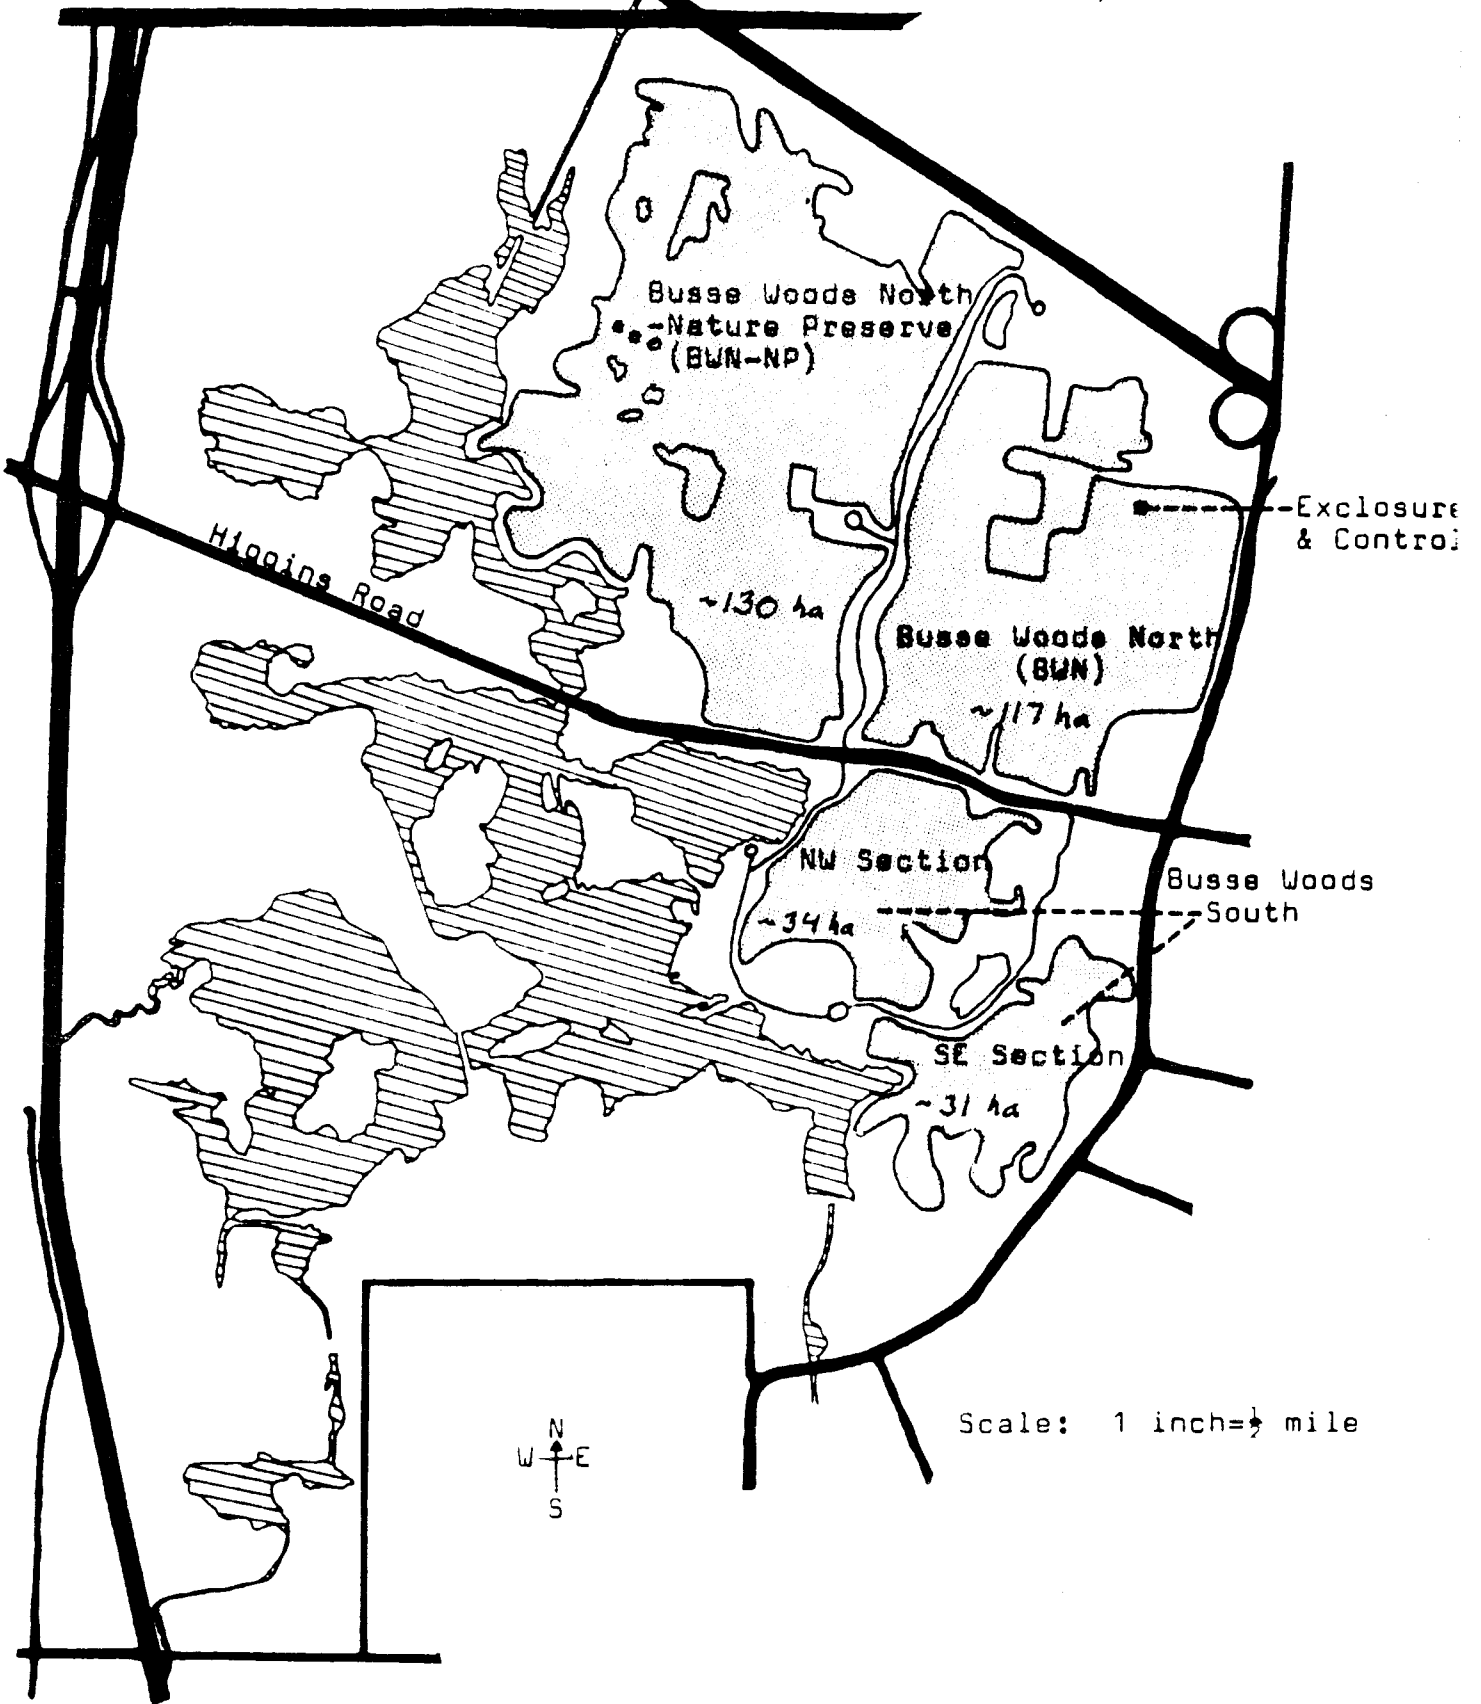 Busse Woods North
-Nature Preserve
(BWN-NP)
Exclosure
& Control
Higgins Road
~130 ha
Busse Woods North
(BWN)
~117 ha
NW Section
Busse Woods
South
~34 ha
SE Section
~31 ha
Scale: 1 inch=½ mile
N
W E
S